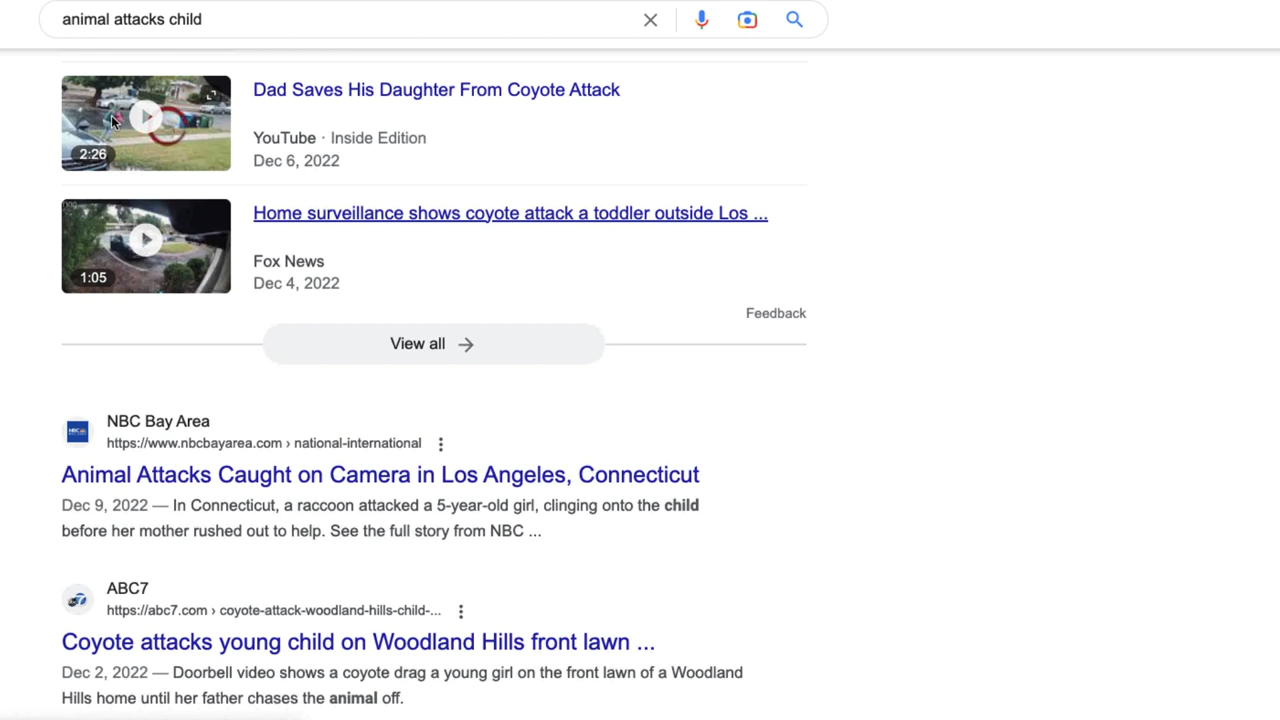 animal attacks child
Dad Saves His Daughter From Coyote Attack
YouTube · Inside Edition
Dec 6, 2022
2:26
Home surveillance shows coyote attack a toddler outside Los ...
Fox News
Dec 4, 2022
1:05
Feedback
View all
NBC Bay Area
https://www.nbcbayarea.com › national-international
Animal Attacks Caught on Camera in Los Angeles, Connecticut
Dec 9, 2022 — In Connecticut, a raccoon attacked a 5-year-old girl, clinging onto the child
before her mother rushed out to help. See the full story from NBC ...
ABC7
https://abc7.com › coyote-attack-woodland-hills-child-...
Coyote attacks young child on Woodland Hills front lawn ...
Dec 2, 2022 — Doorbell video shows a coyote drag a young girl on the front lawn of a Woodland
Hills home until her father chases the animal off.